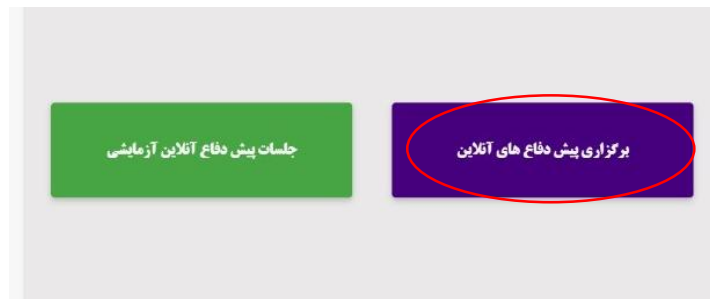 برگزاری پیش دفاع های آنلاین
جلسات پیش دفاع آنلاین آزمایشی